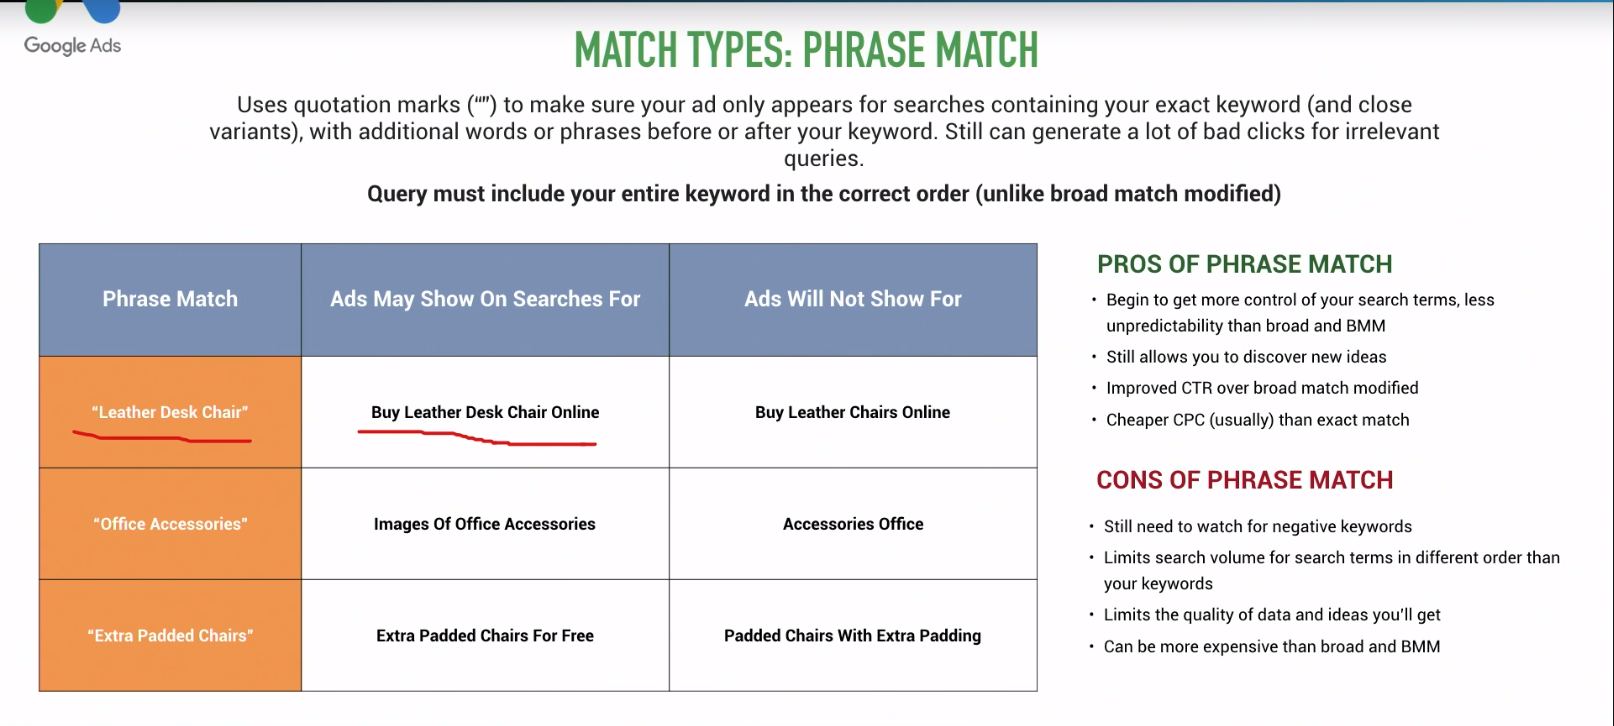 Google Ads
MATCH TYPES: PHRASE MATCH
Uses quotation marks (“”) to make sure your ad only appears for searches containing your exact keyword (and close
variants), with additional words or phrases before or after your keyword. Still can generate a lot of bad clicks for irrelevant
queries.
Query must include your entire keyword in the correct order (unlike broad match modified)
Phrase Match
Ads May Show On Searches For
Ads Will Not Show For
“Leather Desk Chair”
Buy Leather Desk Chair Online
Buy Leather Chairs Online
“Office Accessories”
Images Of Office Accessories
Accessories Office
“Extra Padded Chairs”
Extra Padded Chairs For Free
Padded Chairs With Extra Padding
PROS OF PHRASE MATCH
• Begin to get more control of your search terms, less
unpredictability than broad and BMM
• Still allows you to discover new ideas
• Improved CTR over broad match modified
• Cheaper CPC (usually) than exact match
CONS OF PHRASE MATCH
• Still need to watch for negative keywords
• Limits search volume for search terms in different order than
your keywords
• Limits the quality of data and ideas you’ll get
• Can be more expensive than broad and BMM